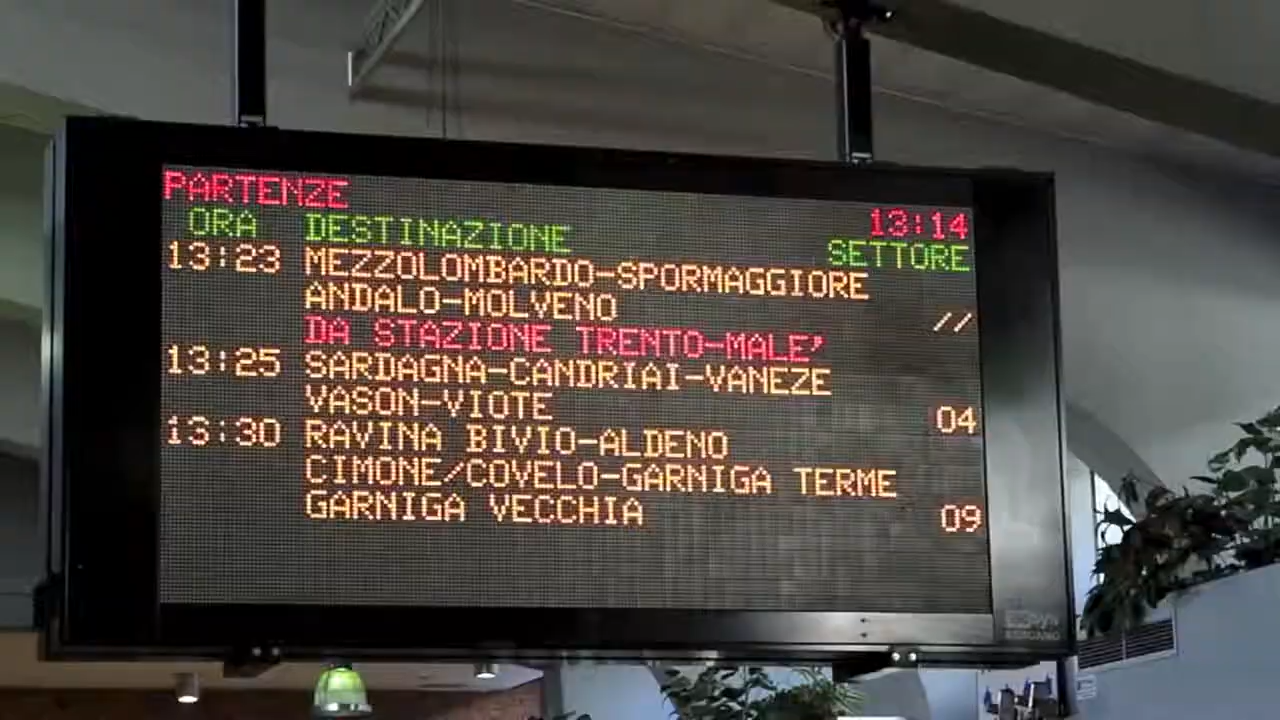 PARTENZE 13:14
ORA DESTINAZIONE SETTORE
13:23 MEZZOLOMBARDO-SPORMAGGIORE
ANDALO-MOLVENO //
DA STAZIONE TRENTO-MALE'
13:25 SARDAGNA-CANDRIAI-VANEZE
VASON-VIOTE 04
13:30 RAVINA BIVIO-ALDENO
CIMONE/COVELO-GARNIGA TERME
GARNIGA VECCHIA 09